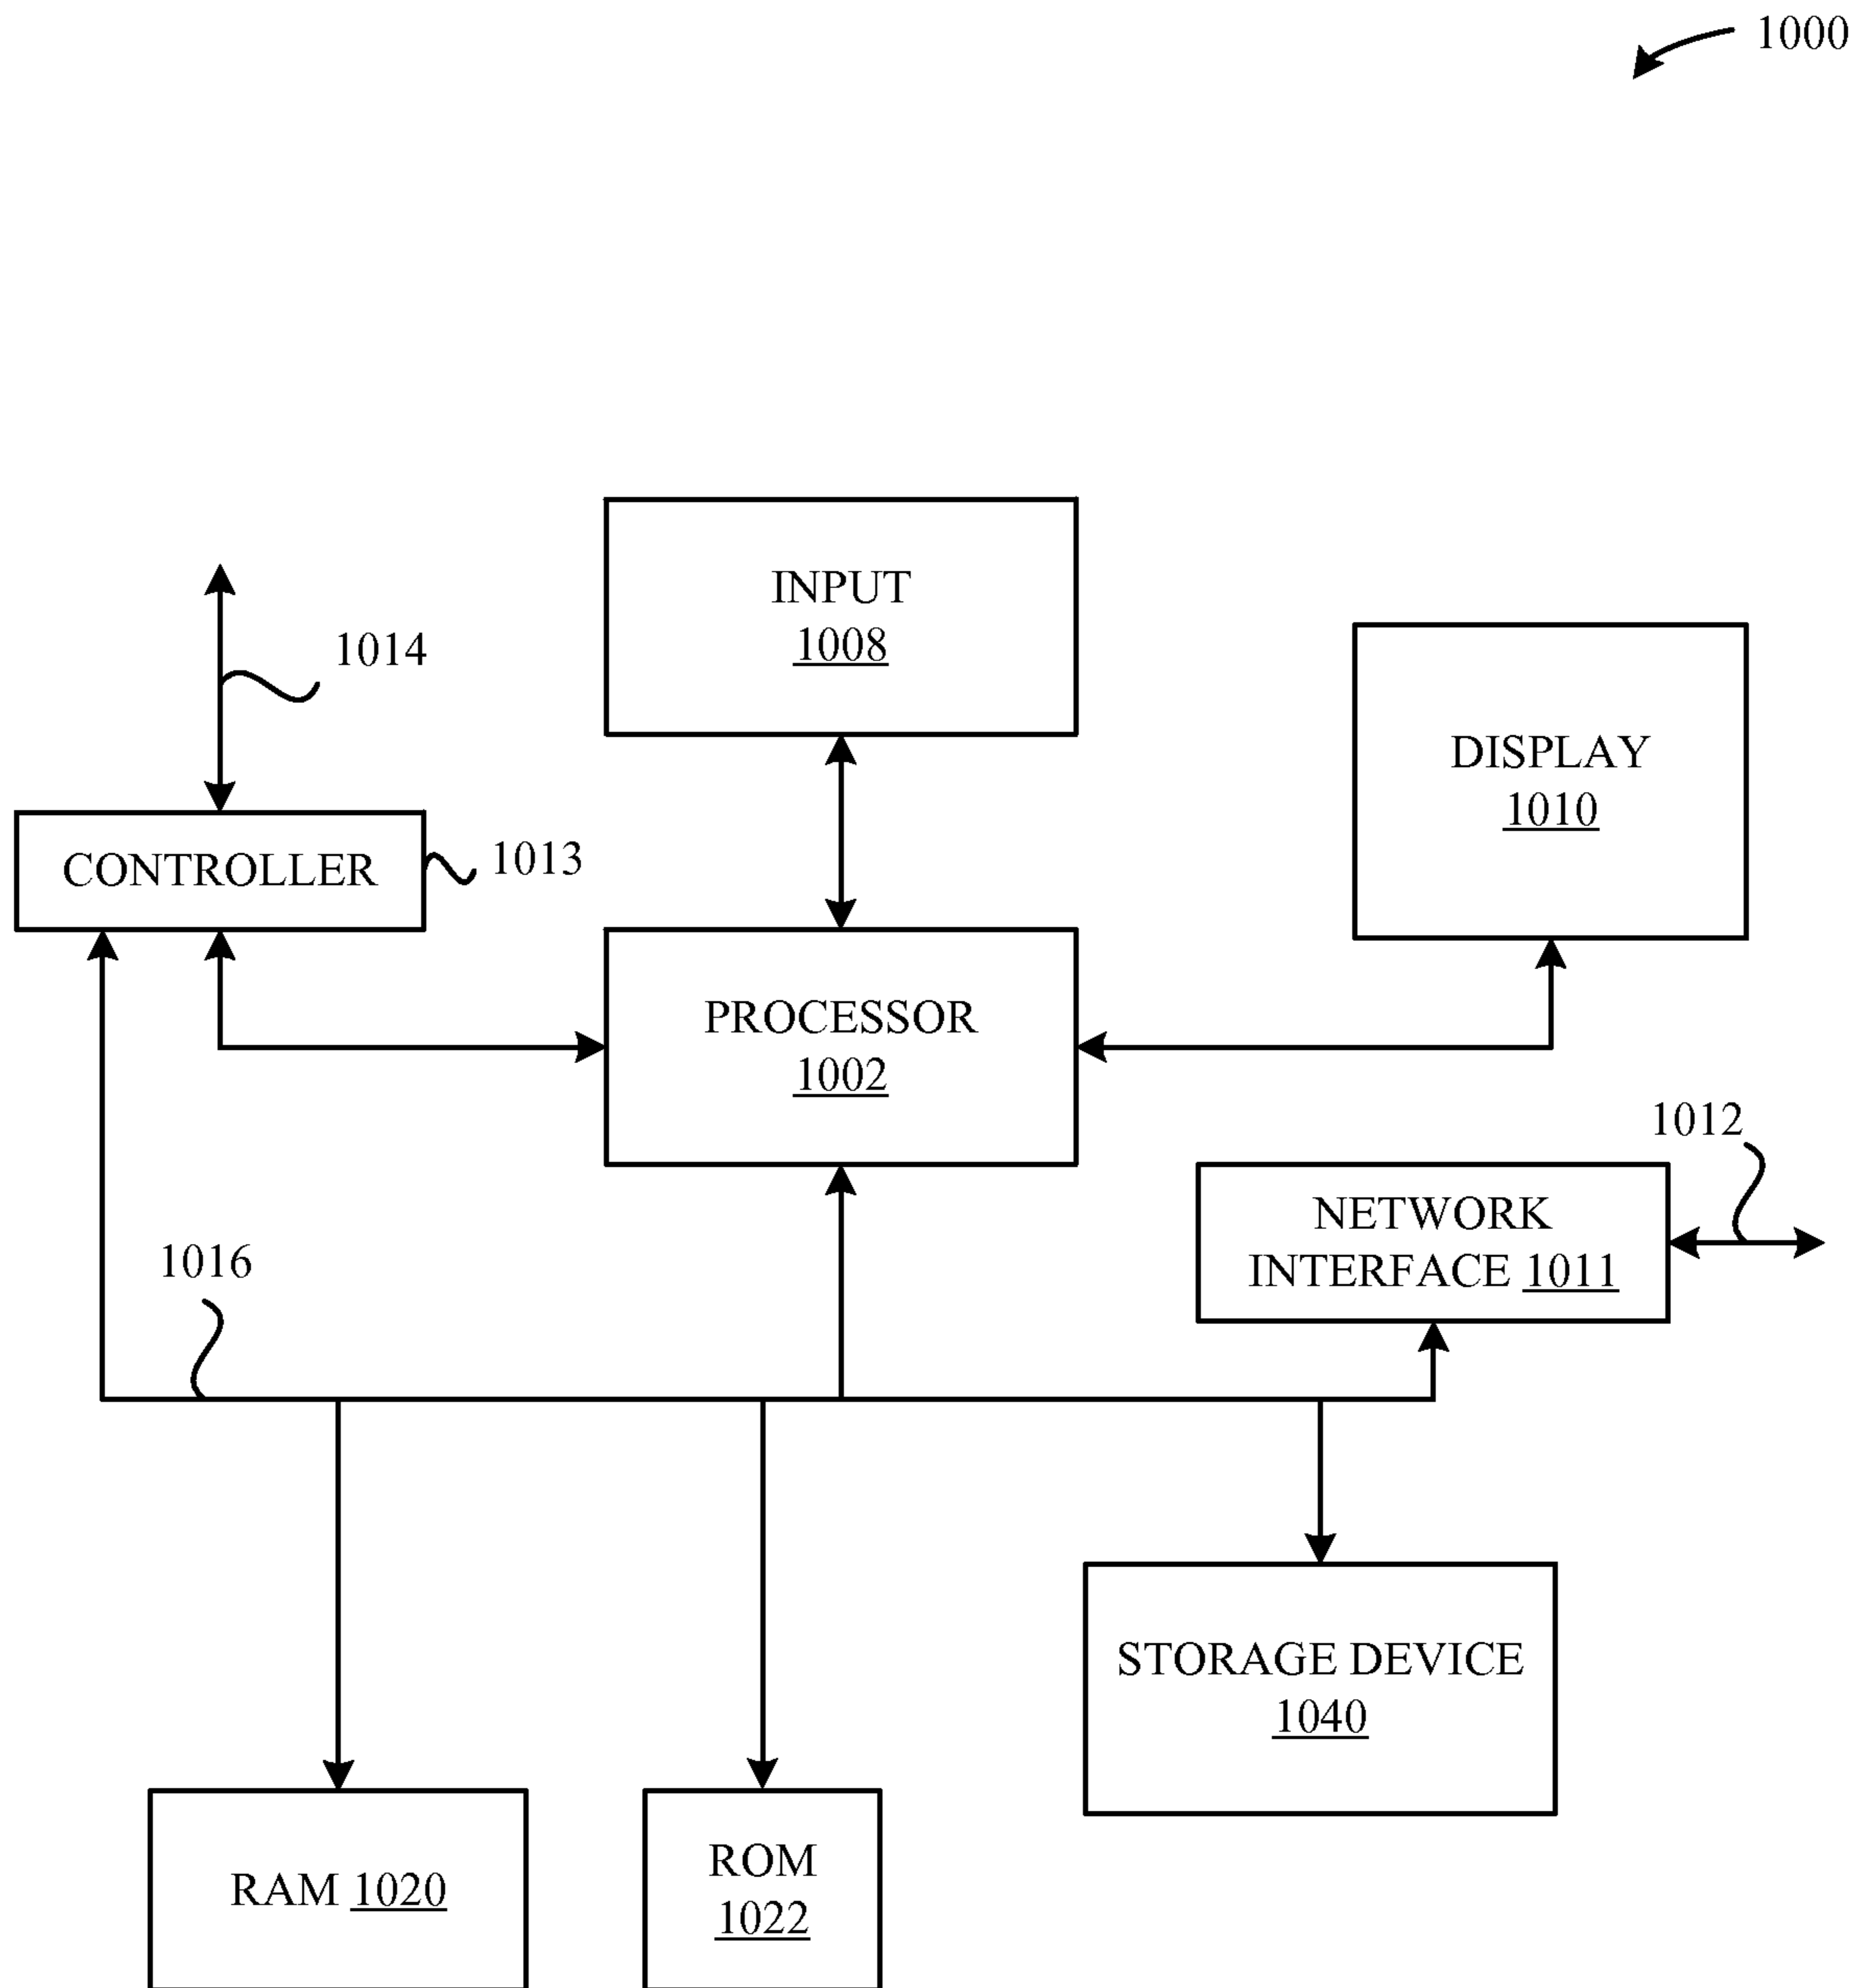 1000
INPUT
1008
1014
DISPLAY
1010
CONTROLLER
1013
PROCESSOR
1002
1012
NETWORK
INTERFACE 1011
1016
STORAGE DEVICE
1040
RAM 1020
ROM
1022